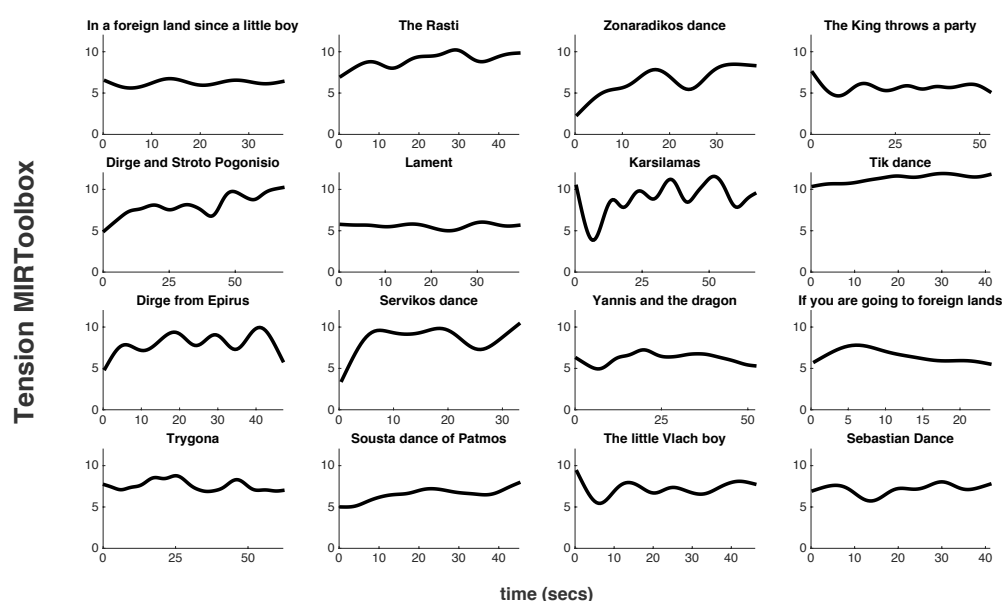 In a foreign land since a little boy
The Rasti
Zonaradikos dance
The King throws a party
10
5
0
0 10 20 30
10
5
0
0 10 20 30 40
10
5
0
0 10 20 30
10
5
0
0 25 50
Dirge and Stroto Pogonisio
Lament
Karsilamas
Tik dance
10
5
0
0 25 50
10
5
0
0 10 20 30
10
5
0
0 25 50
10
5
0
0 10 20 30 40
Dirge from Epirus
Servikos dance
Yannis and the dragon
If you are going to foreign lands
10
5
0
0 10 20 30 40
10
5
0
0 10 20 30
10
5
0
0 25 50
10
5
0
0 5 10 15 20
Trygona
Sousta dance of Patmos
The little Vlach boy
Sebastian Dance
10
5
0
0 25 50
10
5
0
0 10 20 30 40
10
5
0
0 10 20 30 40
10
5
0
0 10 20 30 40
Tension MIRToolbox
time (secs)